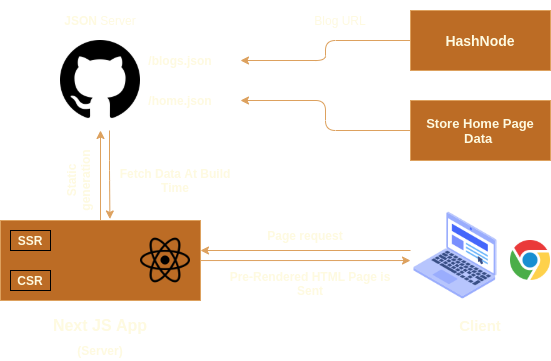 JSON Server
Blog URL
HashNode
/blogs.json
/home.json
Store Home Page
Data
Static
generation
Fetch Data At Build
Time
SSR
CSR
Page request
Pre-Rendered HTML Page Is
Sent
Next JS App
(Server)
Client